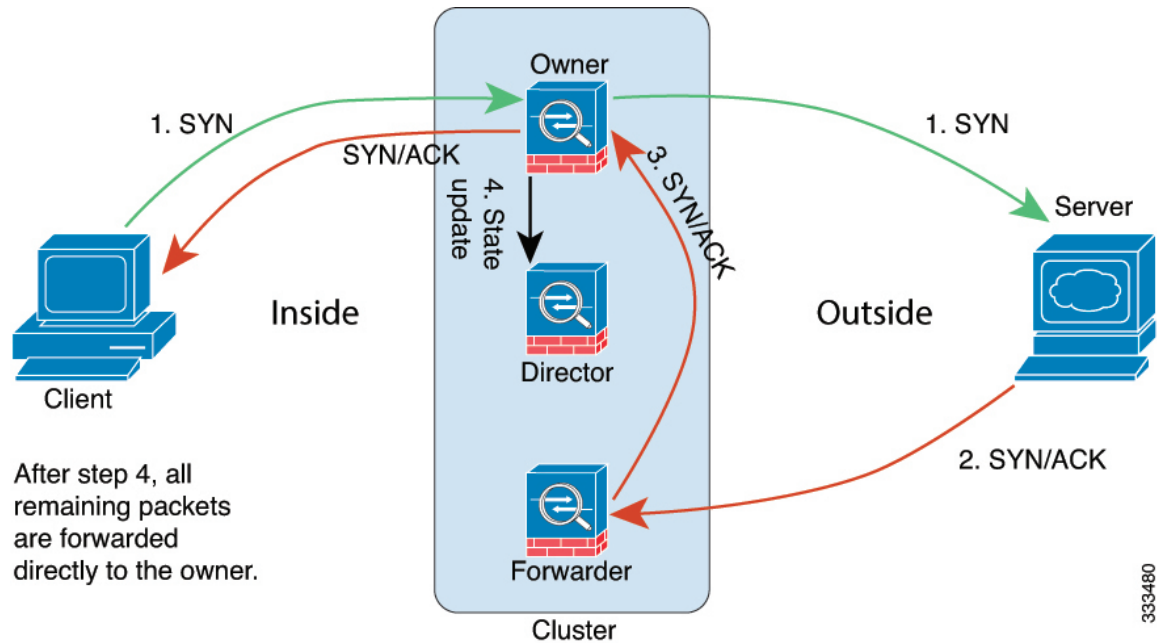 Owner
1. SYN
SYN/ACK
4. State
update
3. SYN/ACK
1. SYN
Server
Inside
Outside
Director
Client
2. SYN/ACK
After step 4, all
remaining packets
are forwarded
directly to the owner.
Forwarder
Cluster
333480